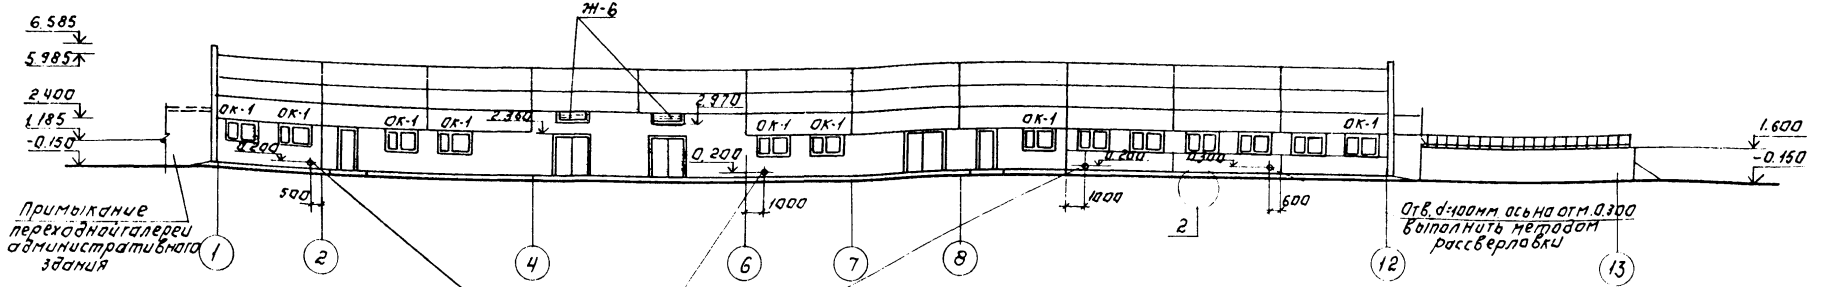 Ж-6
6.585
5.985
2.400
1.185
-0.150
ОК-1
ОК-1
ОК-1
ОК-1
2.970
ОК-1
ОК-1
ОК-1
ОК-1
0.200
0.200
0.200
0.300
1.600
-0.150
500
1000
1000
600
2
Примыкание
переходной галереи
административного
здания
Отв. d=100мм ось на отм. 0.300
выполнить методом
рассверловки
1
2
4
6
7
8
12
13